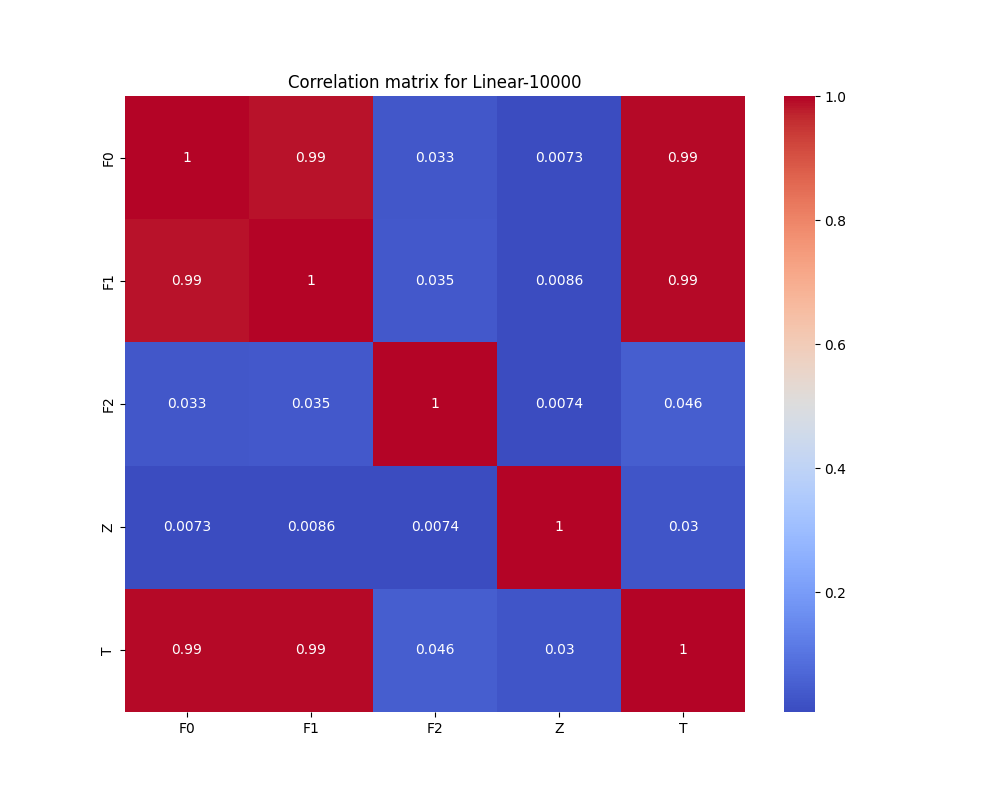 Correlation matrix for Linear-10000
F0 1 0.99 0.033 0.0073 0.99
F1 0.99 1 0.035 0.0086 0.99
F2 0.033 0.035 1 0.0074 0.046
Z 0.0073 0.0086 0.0074 1 0.03
T 0.99 0.99 0.046 0.03 1
F0 F1 F2 Z T
1.0
0.8
0.6
0.4
0.2